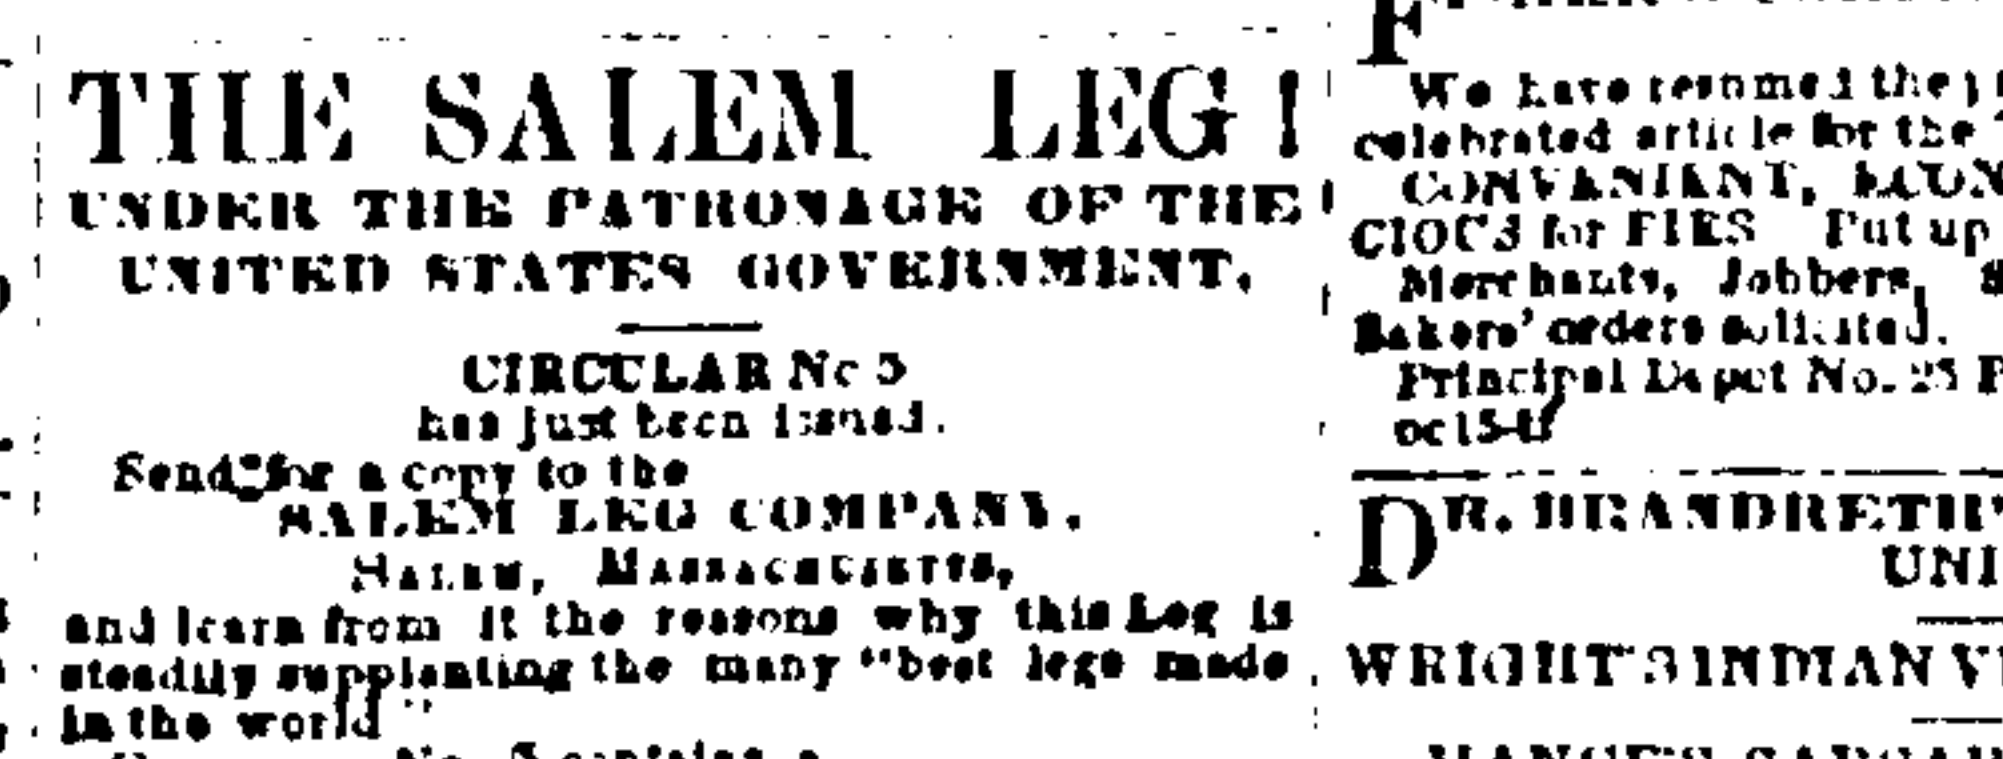 THE SALEM LEG!
UNDER THE PATRONAGE OF THE
UNITED STATES GOVERNMENT.
CIRCULAR No 5
has just been issued.
Send for a copy to the
SALEM LEG COMPANY,
SALEM, MASSACHUSETTS,
and learn from it the reasons why this Leg is
steadily supplanting the many "best legs made
in the world"
No. 5 contains a
We have resumed the
celebrated article for the
CONVANIANT,
for PIES Put up
Merchants, Jobbers,
Bakers' orders solicited.
Principal Depot No. 25
oc15-tf
DR. BRANDRETH'
UNI
WRIGHT'S INDIAN V